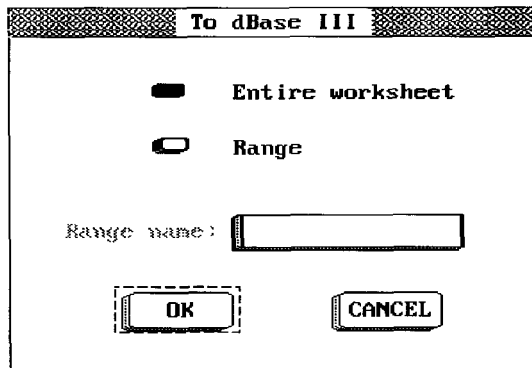 To dBase III
Entire worksheet
Range
Range name:
OK CANCEL